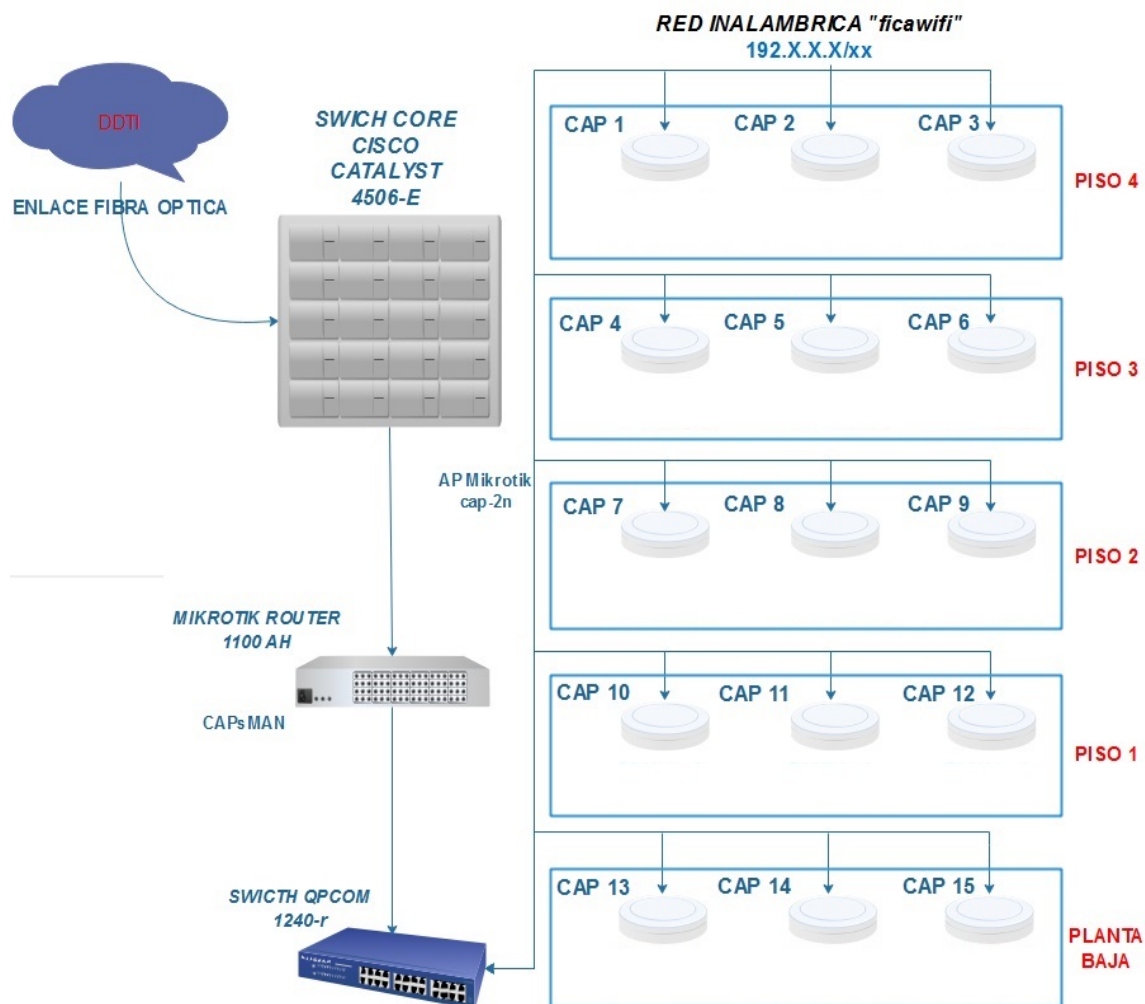 RED INALAMBRICA "ficawifi"
192.X.X.X/xx
DDTI
ENLACE FIBRA OPTICA
SWICH CORE
CISCO
CATALYST
4506-E
CAP 1
CAP 2
CAP 3
PISO 4
CAP 4
CAP 5
CAP 6
PISO 3
AP Mikrotik
cap-2n
CAP 7
CAP 8
CAP 9
PISO 2
MIKROTIK ROUTER
1100 AH
CAPsMAN
CAP 10
CAP 11
CAP 12
PISO 1
SWICTH QPCOM
1240-r
CAP 13
CAP 14
CAP 15
PLANTA
BAJA